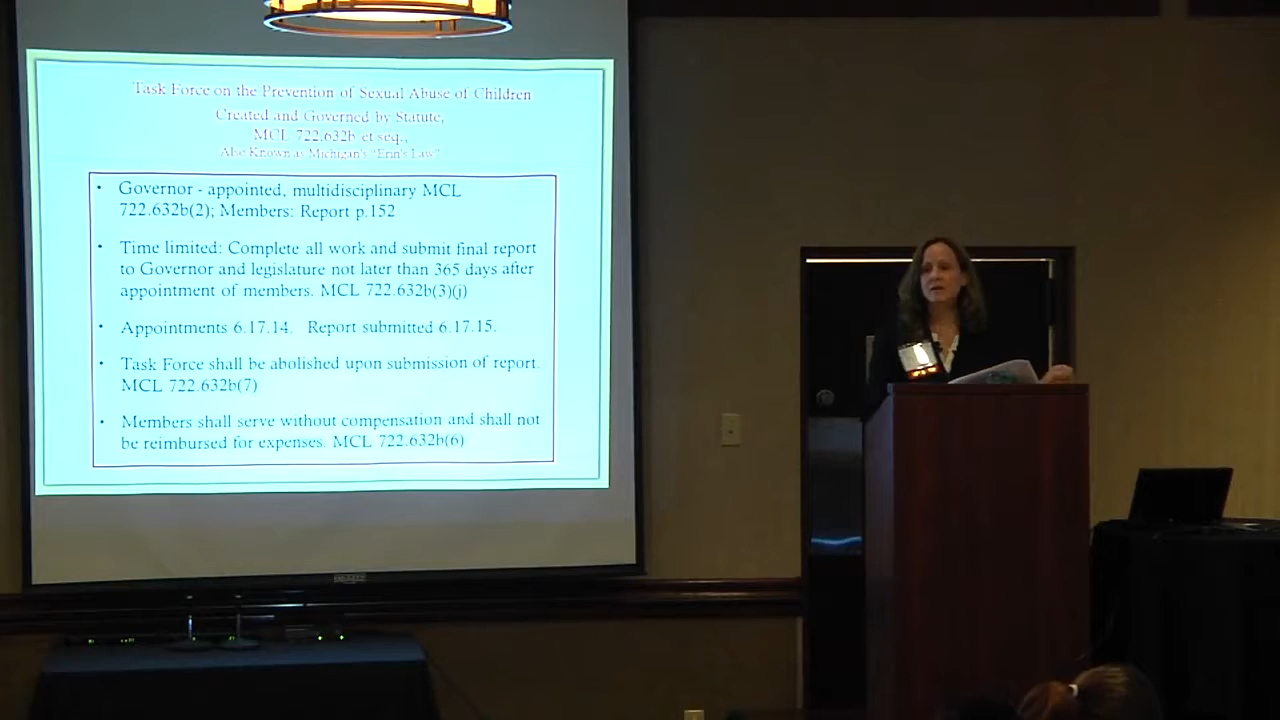 Task Force on the Prevention of Sexual Abuse of Children
Created and Governed by Statute,
MCL 722.632b et seq.,
Also Known as Michigan's "Erin's Law"
• Governor - appointed, multidisciplinary MCL
722.632b(2); Members: Report p.152
• Time limited: Complete all work and submit final report
to Governor and legislature not later than 365 days after
appointment of members. MCL 722.632b(3)(j)
• Appointments 6.17.14. Report submitted 6.17.15.
• Task Force shall be abolished upon submission of report.
MCL 722.632b(7)
• Members shall serve without compensation and shall not
be reimbursed for expenses. MCL 722.632b(6)